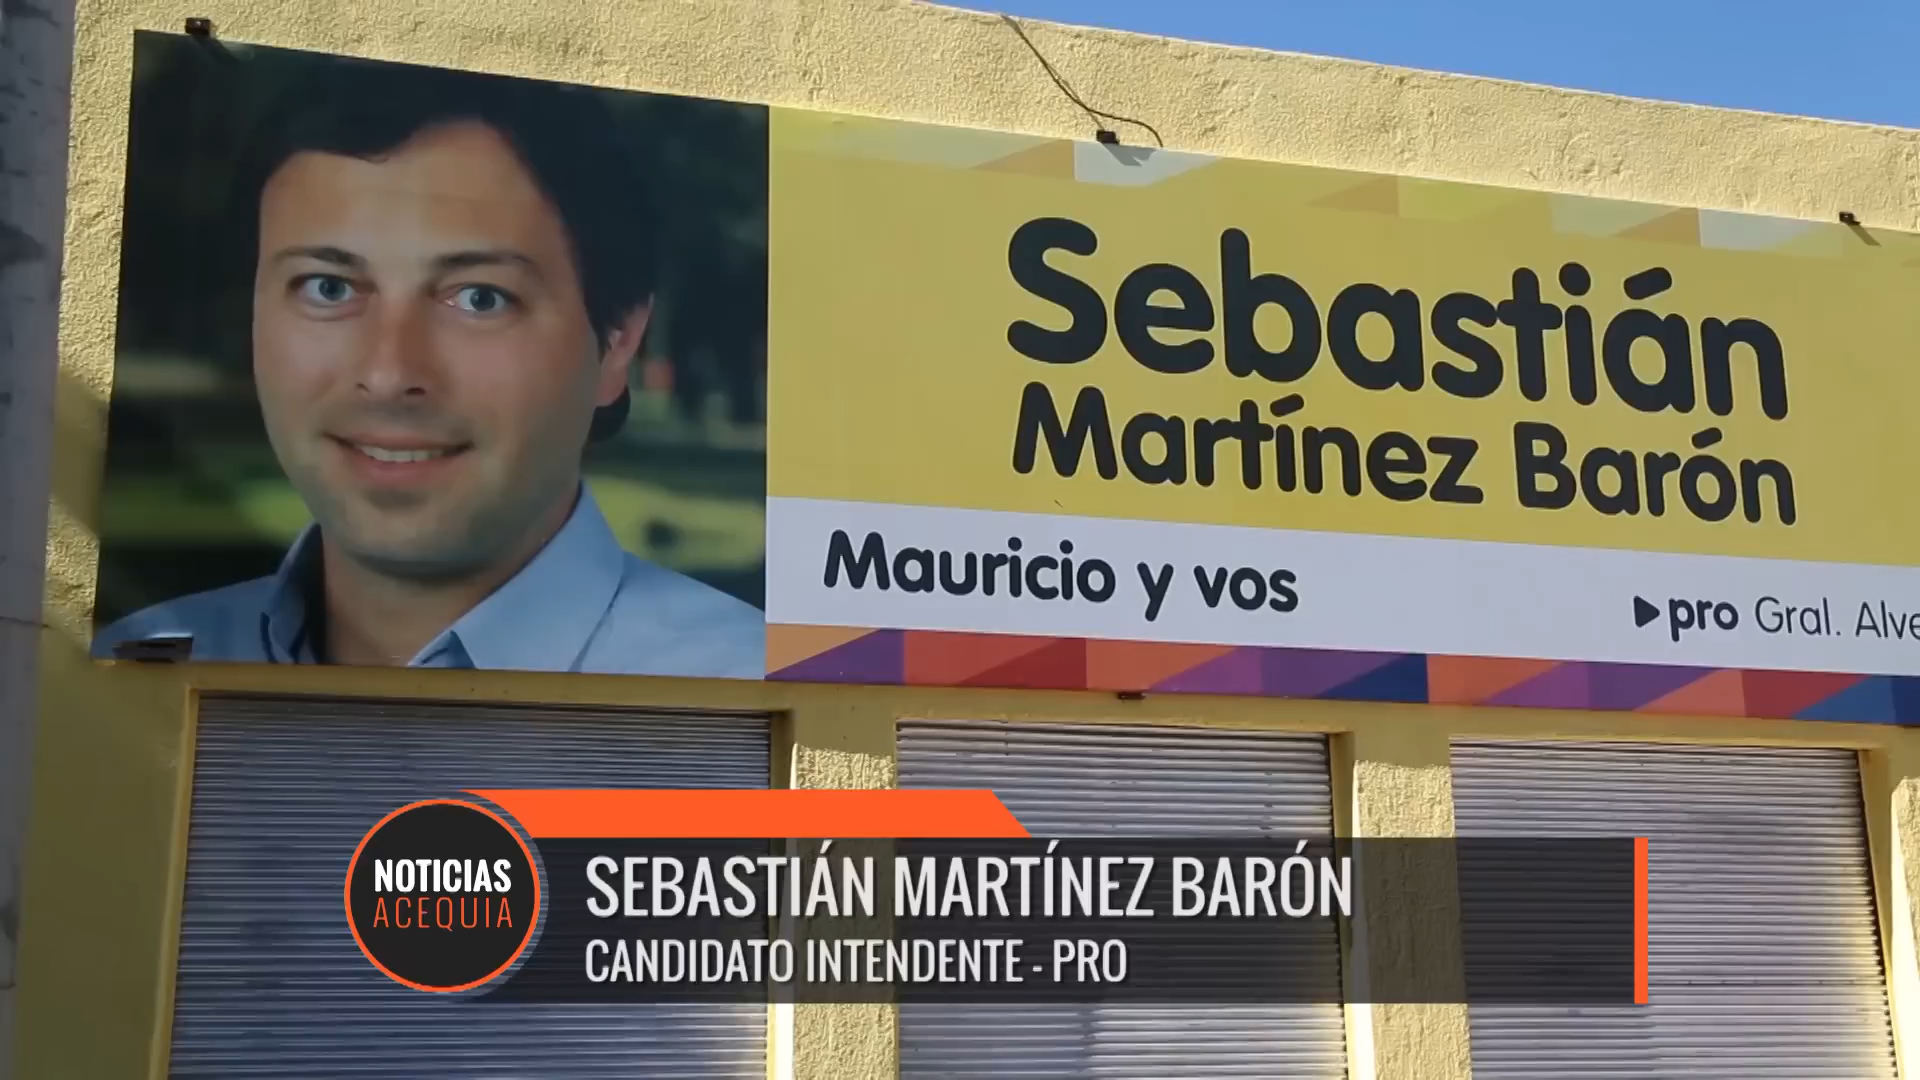 Sebastián
Martínez Barón
Mauricio y vos
pro Gral. Alve
NOTICIAS
ACEQUIA
SEBASTIÁN MARTÍNEZ BARÓN
CANDIDATO INTENDENTE - PRO